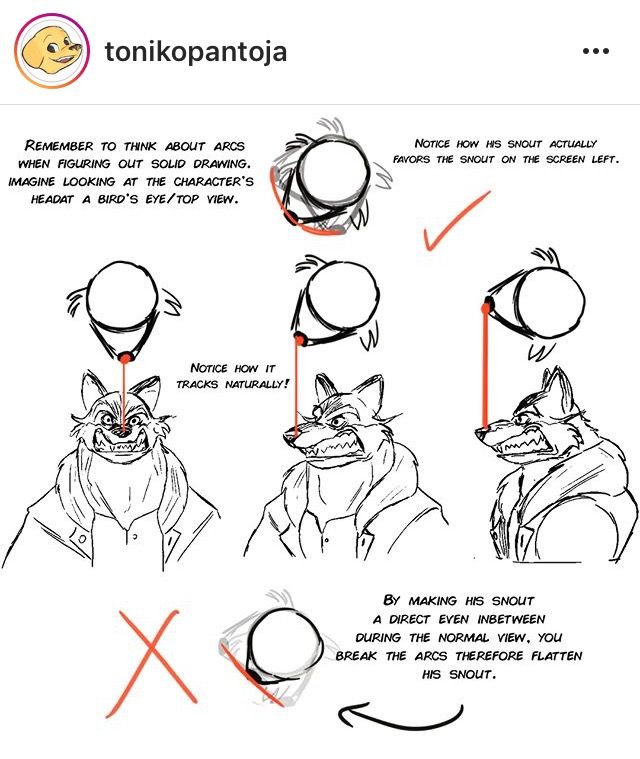 tonikopantoja
REMEMBER TO THINK ABOUT ARCS
WHEN FIGURING OUT SOLID DRAWING.
IMAGINE LOOKING AT THE CHARACTER'S
HEADAT A BIRD'S EYE/TOP VIEW.
NOTICE HOW HIS SNOUT ACTUALLY
FAVORS THE SNOUT ON THE SCREEN LEFT.
NOTICE HOW IT
TRACKS NATURALLY!
BY MAKING HIS SNOUT
A DIRECT EVEN INBETWEEN
DURING THE NORMAL VIEW, YOU
BREAK THE ARCS THEREFORE FLATTEN
HIS SNOUT.